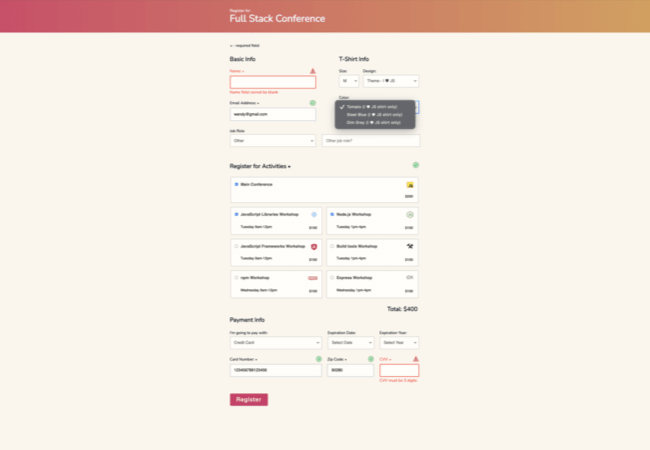 Register for
Full Stack Conference
* - required field
Basic Info
T-Shirt Info
Name: *
Size:
Design:
M
Theme - I ♥ JS
Name field cannot be blank
Email Address: *
Color:
wendy@gmail.com
✓ Tomato (I ♥ JS shirt only)
Steel Blue (I ♥ JS shirt only)
Dim Grey (I ♥ JS shirt only)
Job Role
Other
Other job role?
Register for Activities *
Main Conference
$200
JavaScript Libraries Workshop
Node.js Workshop
Tuesday 9am-12pm
$100
Tuesday 1pm-4pm
$100
JavaScript Frameworks Workshop
Build tools Workshop
Tuesday 9am-12pm
$100
Tuesday 1pm-4pm
$100
npm Workshop
Express Workshop
Wednesday 9am-12pm
$100
Wednesday 1pm-4pm
$100
Total: $400
Payment Info
I'm going to pay with:
Expiration Date:
Expiration Year:
Credit Card
Select Date
Select Year
Card Number: *
Zip Code: *
CVV: *
CVV must be 3 digits
Register